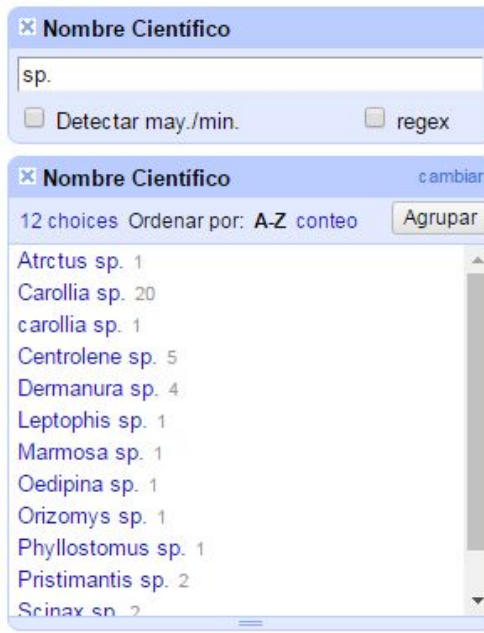 Nombre Científico
sp.
Detectar may./min. regex
Nombre Científico cambiar
12 choices Ordenar por: A-Z conteo Agrupar
Atrctus sp. 1
Carollia sp. 20
carollia sp. 1
Centrolene sp. 5
Dermanura sp. 4
Leptophis sp. 1
Marmosa sp. 1
Oedipina sp. 1
Orizomys sp. 1
Phyllostomus sp. 1
Pristimantis sp. 2
Scinax sp. 2